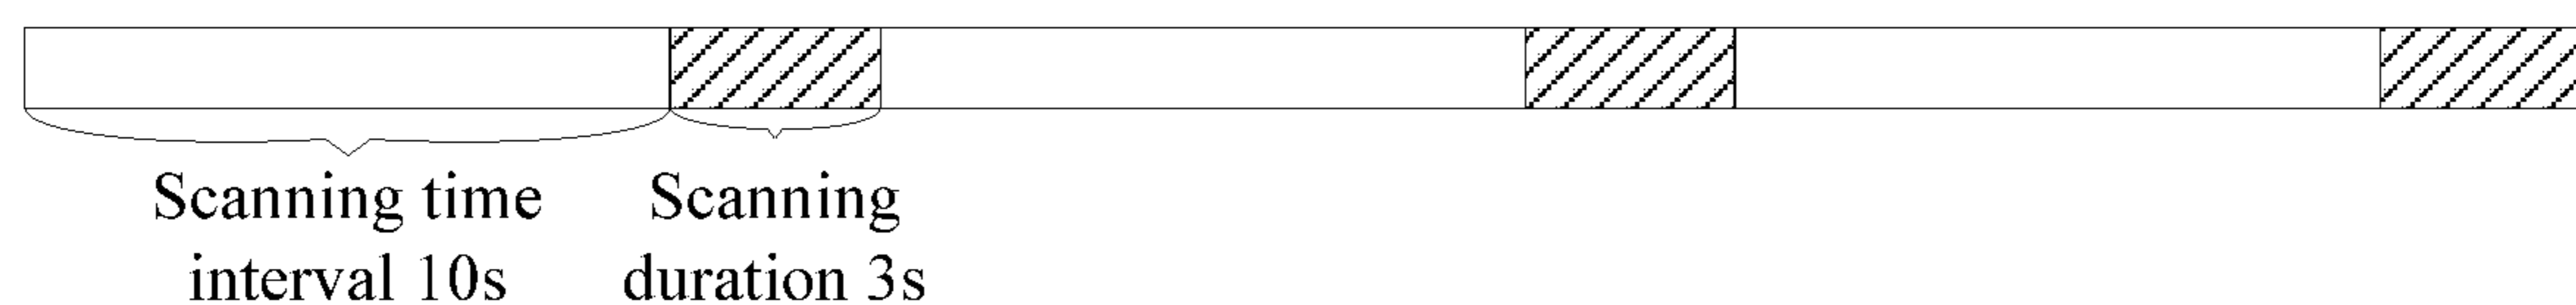 Scanning time
interval 10s
Scanning
duration 3s